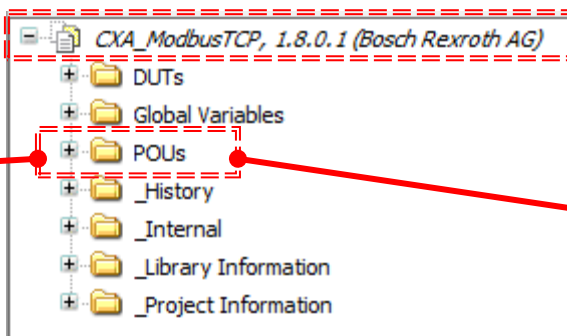 CXA_ModbusTCP, 1.8.0.1 (Bosch Rexroth AG)
DUTs
Global Variables
POUs
_History
_Internal
_Library Information
_Project Information